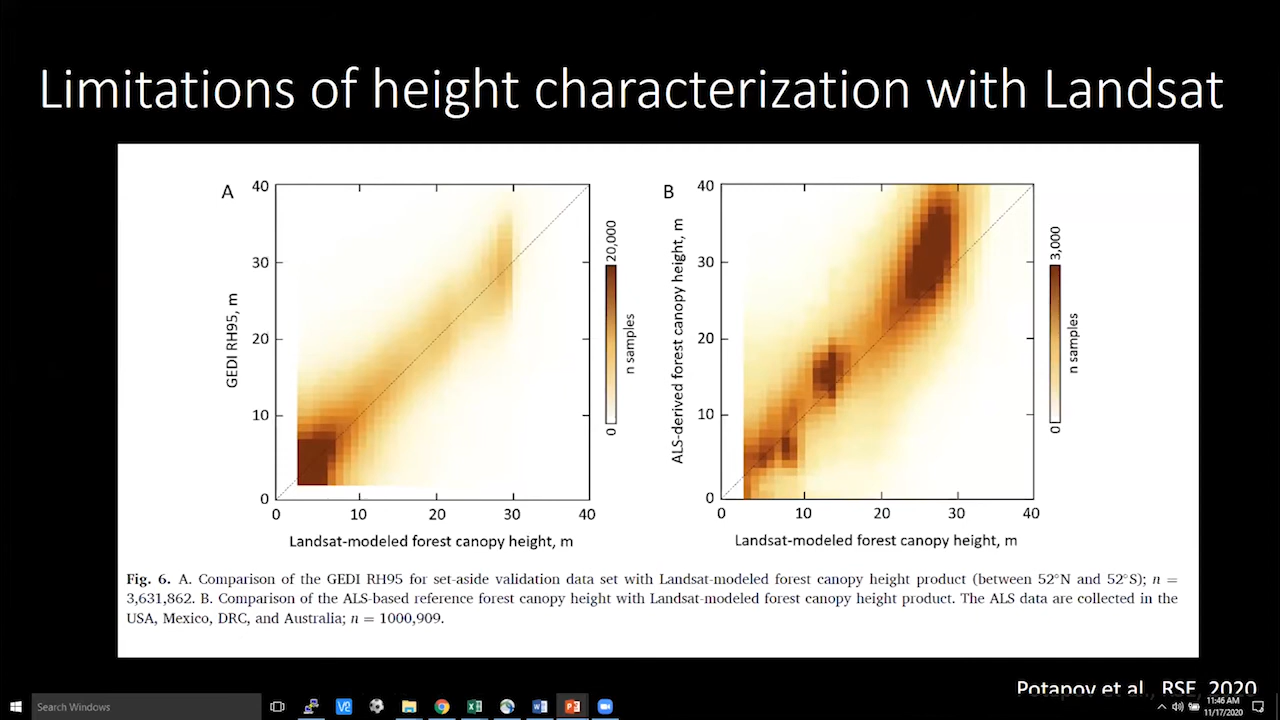 Limitations of height characterization with Landsat
A
40
30
20
10
0
0
10
20
30
40
GEDI RH95, m
Landsat-modeled forest canopy height, m
20,000
0
n samples
B
40
30
20
10
0
0
10
20
30
40
ALS-derived forest canopy height, m
Landsat-modeled forest canopy height, m
3,000
0
n samples
Fig. 6. A. Comparison of the GEDI RH95 for set-aside validation data set with Landsat-modeled forest canopy height product (between 52°N and 52°S); n =
3,631,862. B. Comparison of the ALS-based reference forest canopy height with Landsat-modeled forest canopy height product. The ALS data are collected in the
USA, Mexico, DRC, and Australia; n = 1000,909.
Potapov et al., RSE, 2020
Search Windows
11:46 AM
11/17/2020